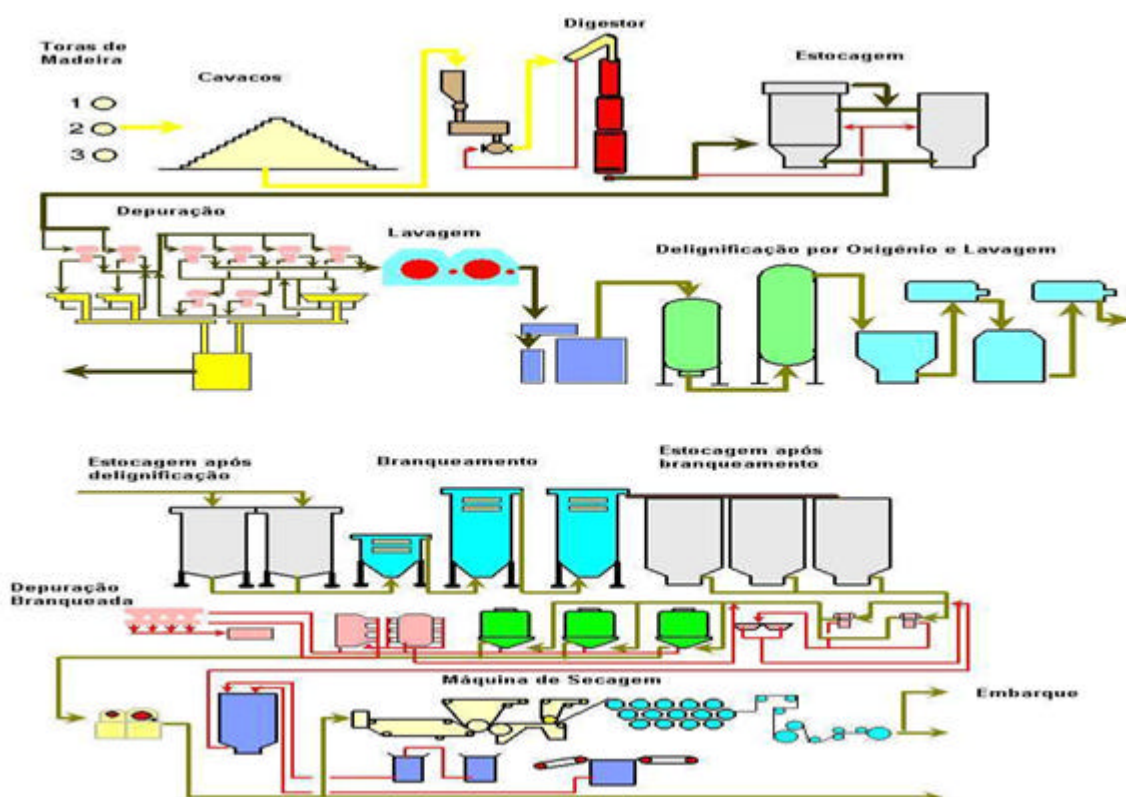 Digestor
Toras de
Madeira
Cavacos
Estocagem
1
2
3
Depuração
Lavagem
Delignificação por Oxigénio e Lavagem
Estocagem após
delignificação
Branqueamento
Estocagem após
branqueamento
Depuração
Branqueada
Máquina de Secagem
Embarque